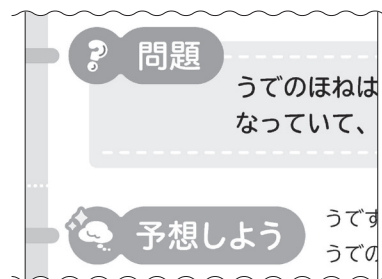 問題
うでのほねは
なっていて、
予想しよう
うです
うでの